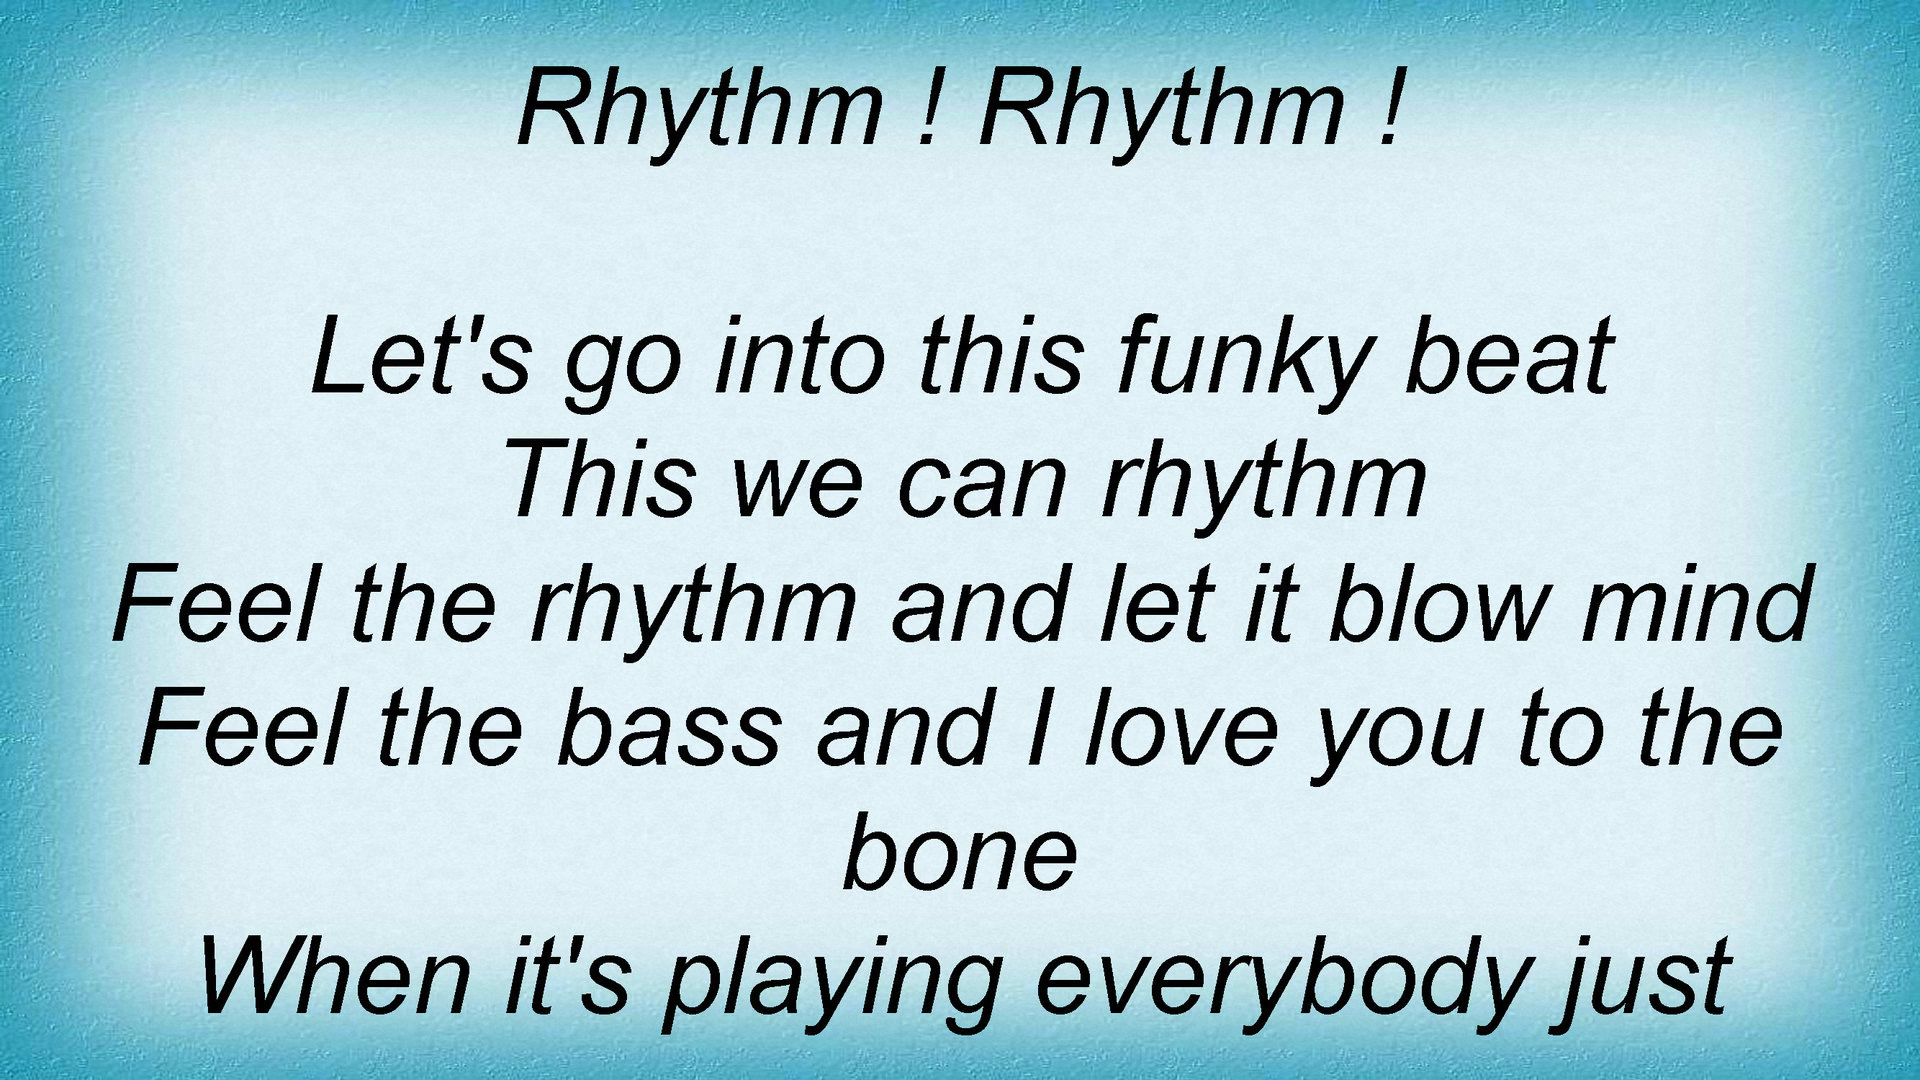 Rhythm ! Rhythm !
Let's go into this funky beat
This we can rhythm
Feel the rhythm and let it blow mind
Feel the bass and I love you to the
bone
When it's playing everybody just